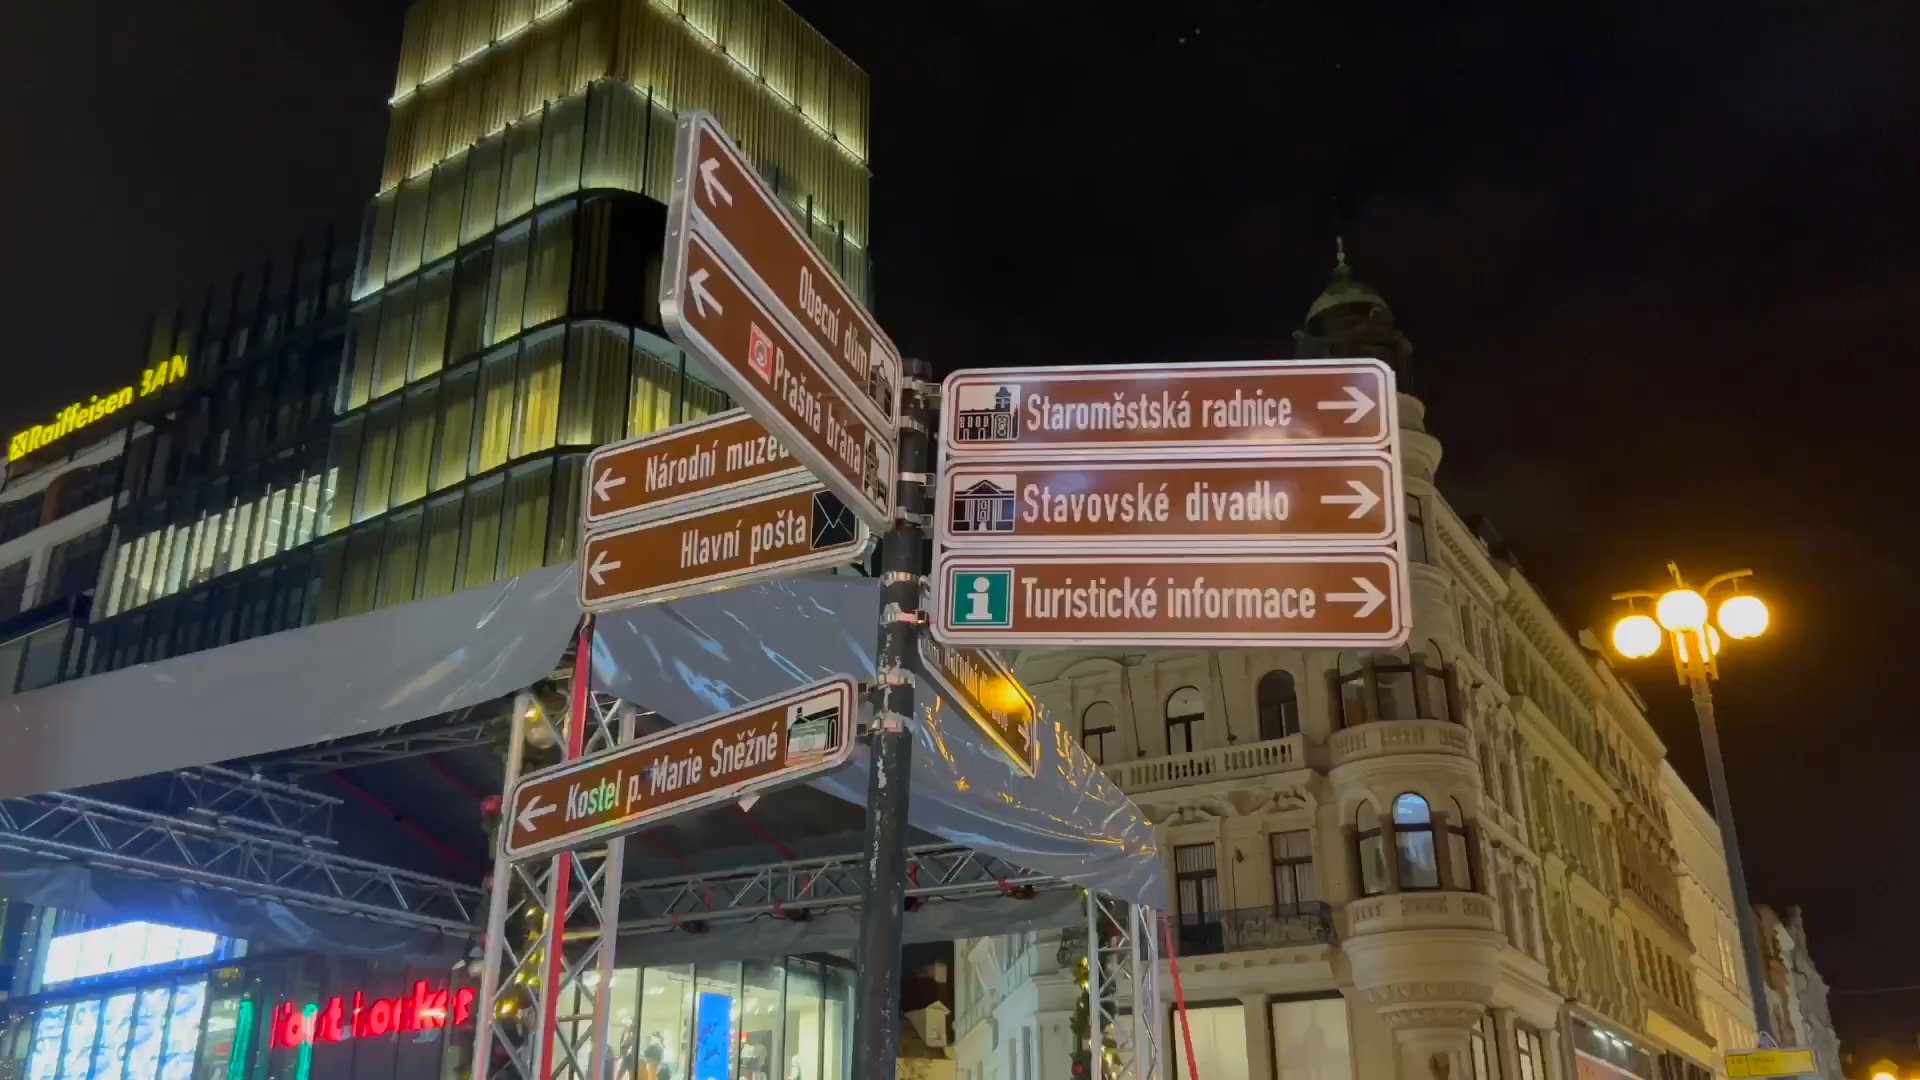 Obecní dům
Prašná brána
Raiffeisen BAN
Národní muze
Hlavní pošta
Staroměstská radnice
Stavovské divadlo
i Turistické informace
Národní
Kostel p. Marie Sněžné